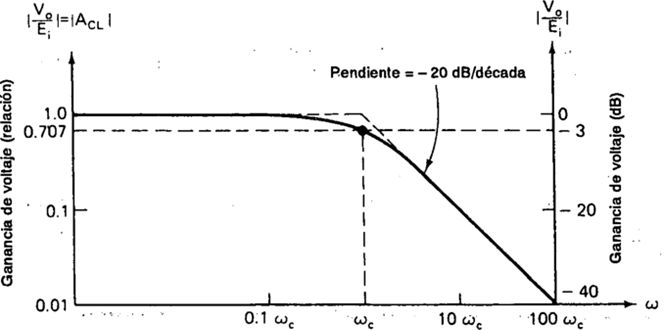 |Vo/Ei|=|ACL|
|Vo/Ei|
Pendiente = – 20 dB/década
Ganancia de voltaje (relación)
1.0
0.707
0.1
0.01
0
– 3
– 20
– 40
Ganancia de voltaje (dB)
0.1 ωc
ωc
10 ωc
100 ωc
ω